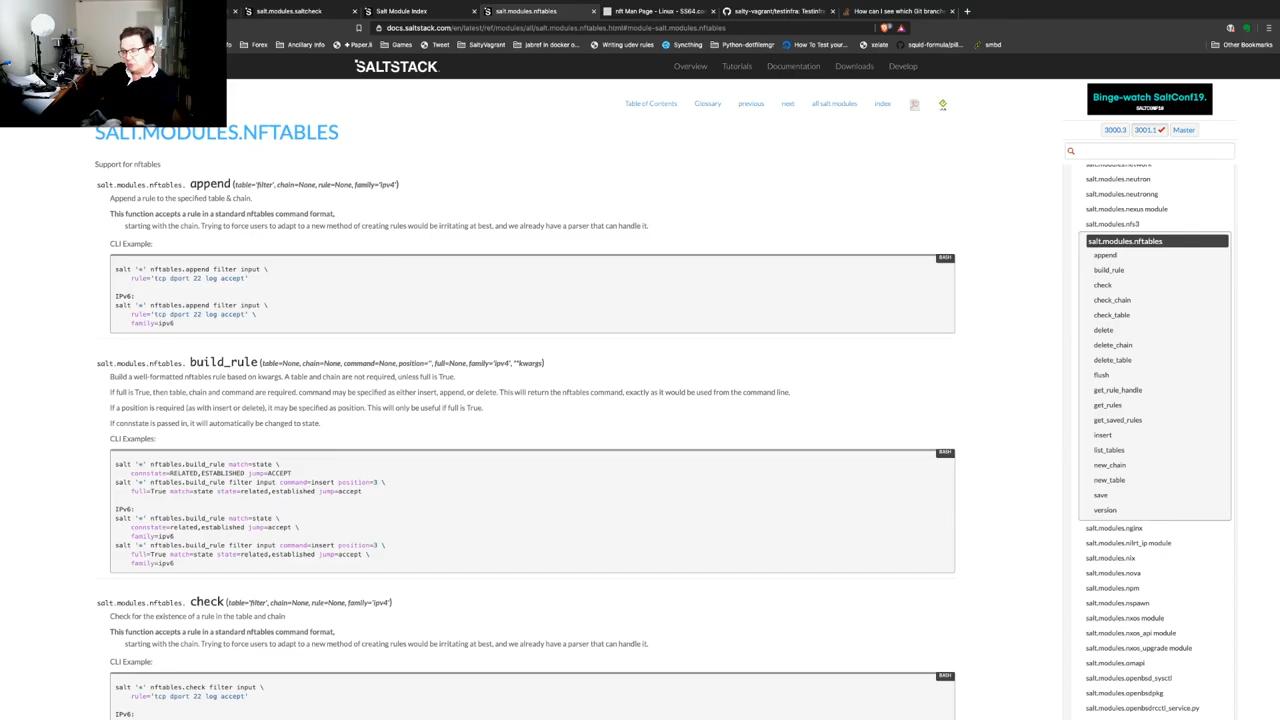 salt.modules.saltcheck
Salt Module Index
salt.modules.nftables
nft Man Page - Linux - SS64.com
salty-vagrant/testinfra: TestInfr
How can I see which Git branche
docs.saltstack.com/en/latest/ref/modules/all/salt.modules.nftables.html#module-salt.modules.nftables
Forex
Ancillary Info
+ Paper.li
Games
Tweet
SaltyVagrant
jabref in docker o...
Writing udev rules
Syncthing
Python-dotfilemgr
How To Test your...
xelate
squid-formula/pill...
smbd
Other Bookmarks
SALTSTACK
Overview
Tutorials
Documentation
Downloads
Develop
Table of Contents
Glossary
previous
next
all salt modules
index
SALT.MODULES.NFTABLES
Support for nftables
salt.modules.nftables. append (table='filter', chain=None, rule=None, family='ipv4')
Append a rule to the specified table & chain.
This function accepts a rule in a standard nftables command format,
starting with the chain. Trying to force users to adapt to a new method of creating rules would be irritating at best, and we already have a parser that can handle it.
CLI Example:
BASH
salt '*' nftables.append filter input \
rule='tcp dport 22 log accept'
IPv6:
salt '*' nftables.append filter input \
rule='tcp dport 22 log accept' \
family=ipv6
salt.modules.nftables. build_rule (table=None, chain=None, command=None, position='', full=None, family='ipv4', **kwargs)
Build a well-formatted nftables rule based on kwargs. A table and chain are not required, unless full is True.
If full is True, then table, chain and command are required. command may be specified as either insert, append, or delete. This will return the nftables command, exactly as it would be used from the command line.
If a position is required (as with insert or delete), it may be specified as position. This will only be useful if full is True.
If connstate is passed in, it will automatically be changed to state.
CLI Examples:
BASH
salt '*' nftables.build_rule match=state \
connstate=RELATED,ESTABLISHED jump=ACCEPT
salt '*' nftables.build_rule filter input command=insert position=3 \
full=True match=state state=related,established jump=accept
IPv6:
salt '*' nftables.build_rule match=state \
connstate=related,established jump=accept \
family=ipv6
salt '*' nftables.build_rule filter input command=insert position=3 \
full=True match=state state=related,established jump=accept \
family=ipv6
salt.modules.nftables. check (table='filter', chain=None, rule=None, family='ipv4')
Check for the existence of a rule in the table and chain
This function accepts a rule in a standard nftables command format,
starting with the chain. Trying to force users to adapt to a new method of creating rules would be irritating at best, and we already have a parser that can handle it.
CLI Example:
BASH
salt '*' nftables.check filter input \
rule='tcp dport 22 log accept'
IPv6:
Binge-watch SaltConf19.
SALTCONF19
3000.3
3001.1
Master
salt.modules.network
salt.modules.neutron
salt.modules.neutronng
salt.modules.nexus module
salt.modules.nfs3
salt.modules.nftables
append
build_rule
check
check_chain
check_table
delete
delete_chain
delete_table
flush
get_rule_handle
get_rules
get_saved_rules
insert
list_tables
new_chain
new_table
save
version
salt.modules.nginx
salt.modules.nilrt_ip module
salt.modules.nix
salt.modules.nova
salt.modules.npm
salt.modules.nspawn
salt.modules.nxos module
salt.modules.nxos_api module
salt.modules.nxos_upgrade module
salt.modules.omapi
salt.modules.openbsd_sysctl
salt.modules.openbsdpkg
salt.modules.openbsdrcctl_service.py